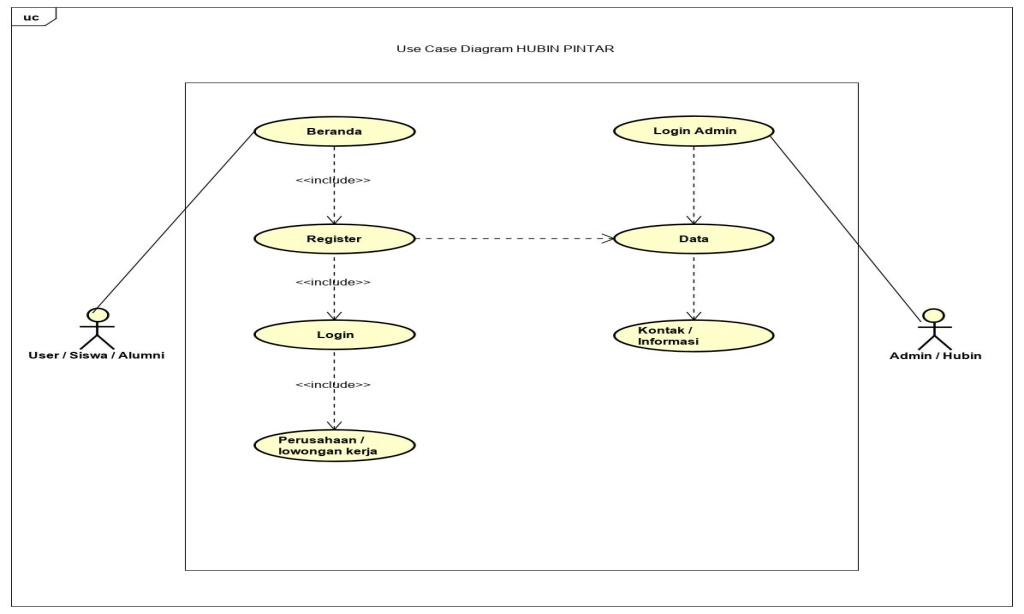 uc
Use Case Diagram HUBIN PINTAR
Beranda
Login Admin
<<include>>
Register
Data
<<include>>
Login
Kontak /
Informasi
User / Siswa / Alumni
Admin / Hubin
<<include>>
Perusahaan /
lowongan kerja